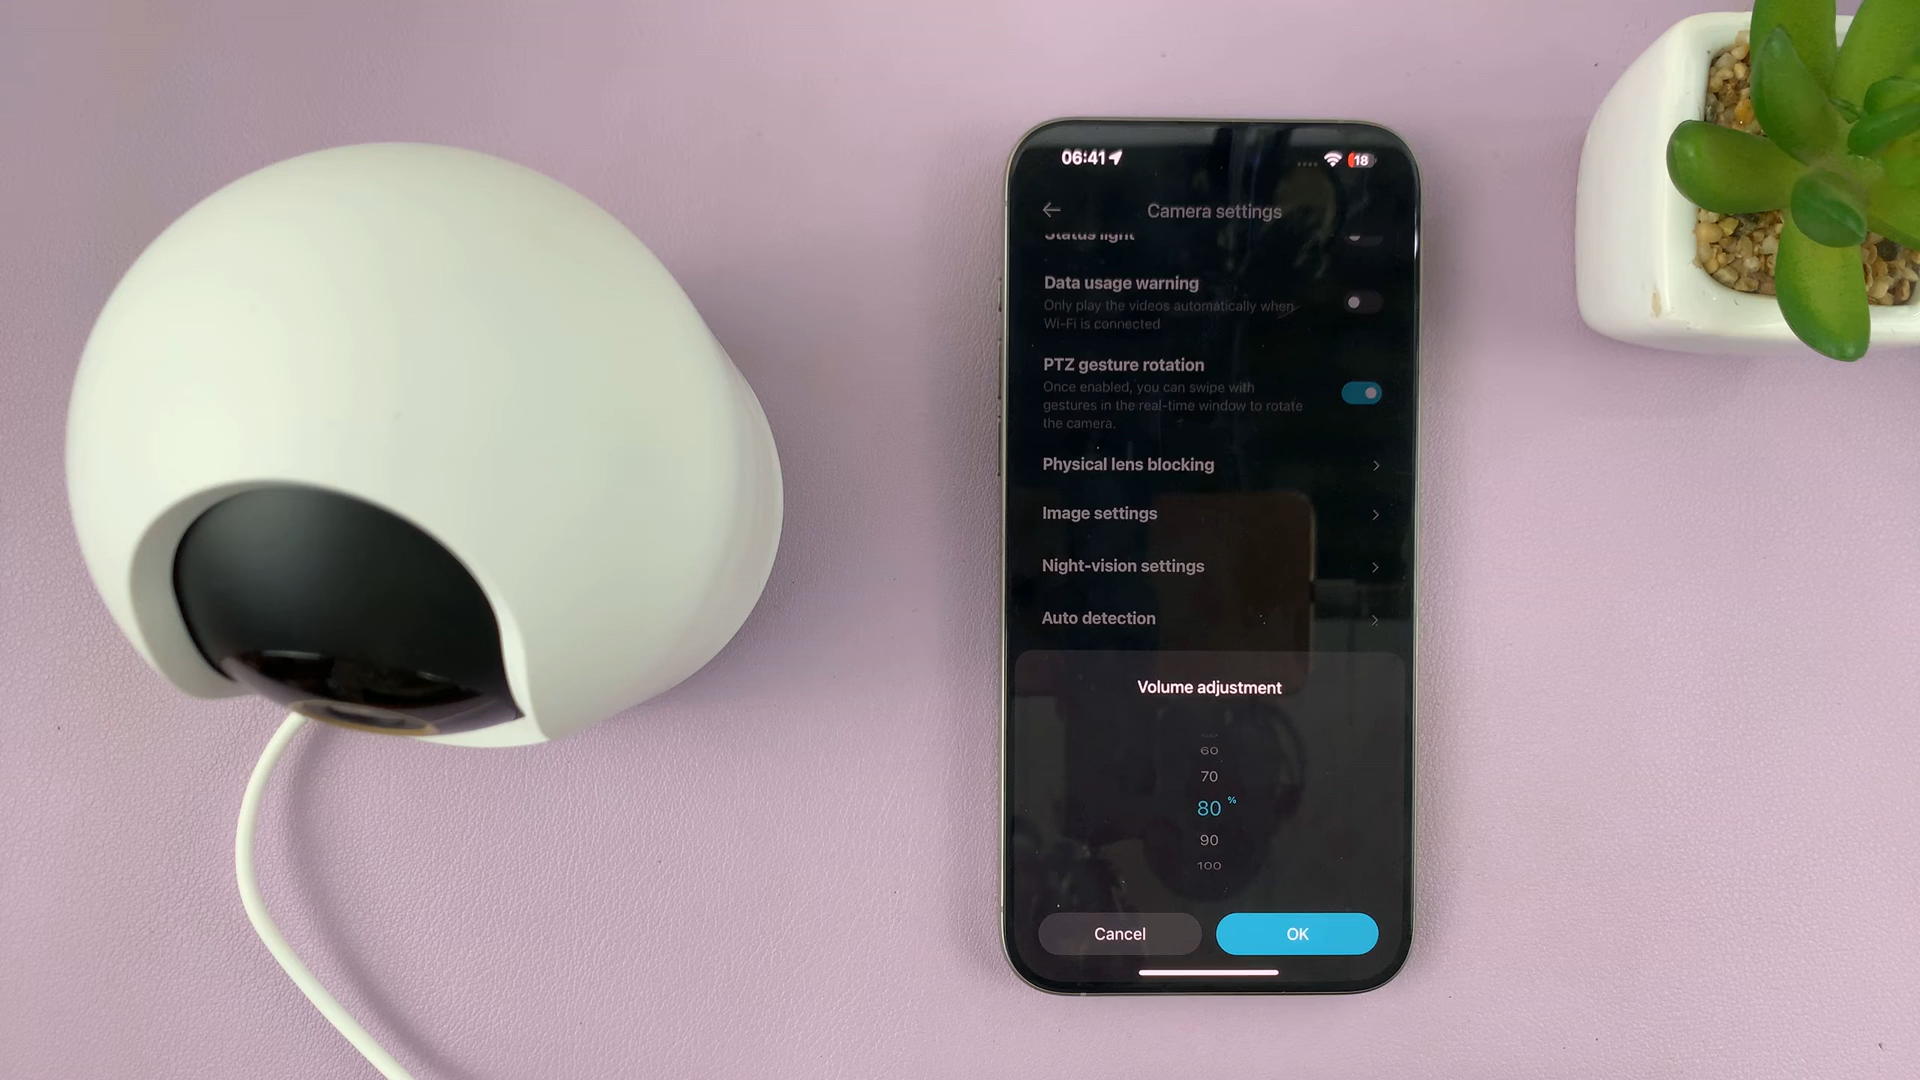 06:41
18
Camera settings
Status light
Data usage warning
Only play the videos automatically when
Wi-Fi is connected
PTZ gesture rotation
Once enabled, you can swipe with
gestures in the real-time window to rotate
the camera.
Physical lens blocking
Image settings
Night-vision settings
Auto detection
Volume adjustment
60
70
80 %
90
100
Cancel
OK